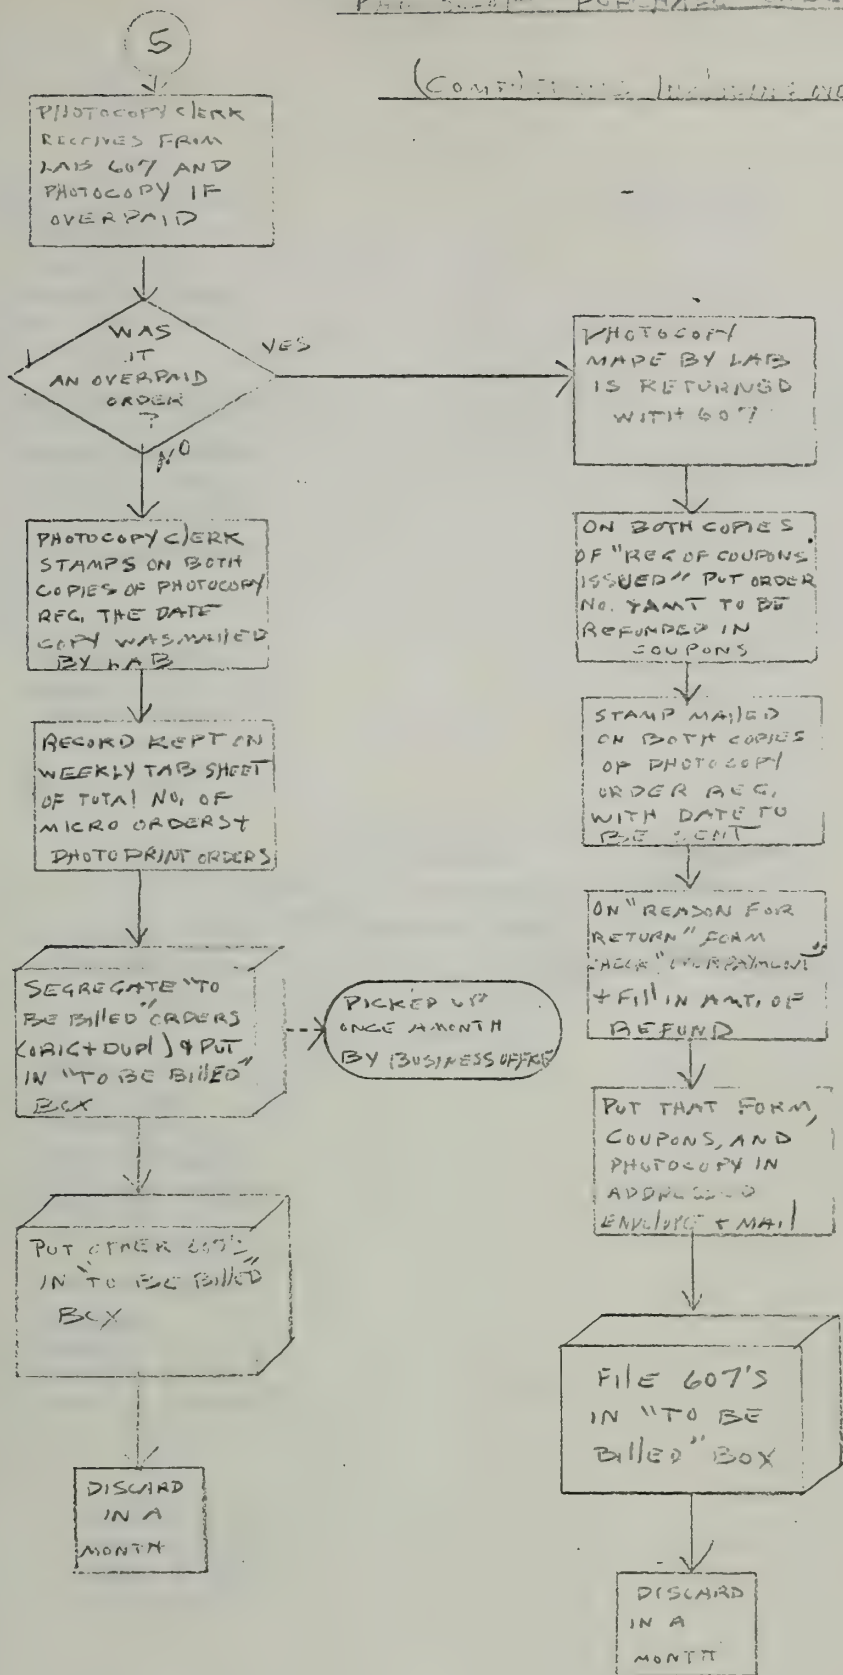 5
PHOTOCOPY CLERK
RECEIVES FROM
LAB 607 AND
PHOTOCOPY IF
OVERPAID
WAS
IT
AN OVERPAID
ORDER
?
YES
NO
PHOTOCOPY CLERK
STAMPS ON BOTH
COPIES OF PHOTOCOPY
REG. THE DATE
COPY WAS MAILED
BY LAB
RECORD KEPT ON
WEEKLY TAB SHEET
OF TOTAL NO. OF
MICRO ORDERS +
PHOTOPRINT ORDERS
SEGREGATE "TO
BE BILLED" ORDERS
(ORIG + DUPL) & PUT
IN "TO BE BILLED"
BOX
PICKED UP
ONCE A MONTH
BY BUSINESS OFFICE
PUT OTHER 607'S
IN "TO BE BILLED"
BOX
DISCARD
IN A
MONTH
PHOTOCOPY
MADE BY LAB
IS RETURNED
WITH 607
ON BOTH COPIES
OF "REG OF COUPONS
ISSUED" PUT ORDER
NO. & AMT TO BE
REFUNDED IN
COUPONS
STAMP MAILED
ON BOTH COPIES
OF PHOTOCOPY
ORDER REG.
WITH DATE TO
BE SENT
ON "REASON FOR
RETURN" FORM
CHECK "OVERPAYMENT"
+ FILL IN AMT. OF
REFUND
PUT THAT FORM,
COUPONS, AND
PHOTOCOPY IN
ADDRESSED
ENVELOPE + MAIL
FILE 607'S
IN "TO BE
BILLED" BOX
DISCARD
IN A
MONTH